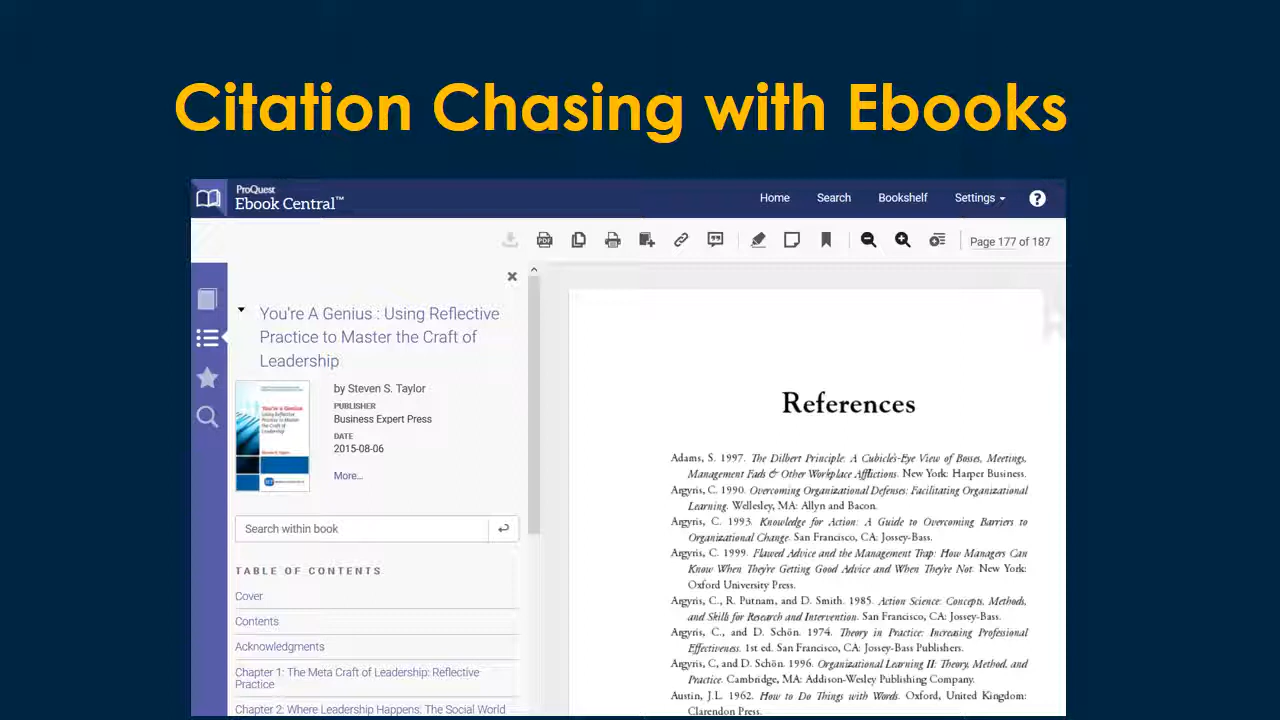 Citation Chasing with Ebooks
ProQuest
Ebook Central™
Home
Search
Bookshelf
Settings
?
PDF
Page 177 of 187
You're A Genius : Using Reflective
Practice to Master the Craft of
Leadership
by Steven S. Taylor
PUBLISHER
Business Expert Press
DATE
2015-08-06
More...
You're a Genius
Search within book
TABLE OF CONTENTS
Cover
Contents
Acknowledgments
Chapter 1: The Meta Craft of Leadership: Reflective
Practice
Chapter 2: Where Leadership Happens: The Social World
References
Adams, S. 1997. The Dilbert Principle: A Cubicle's-Eye View of Bosses, Meetings,
Management Fads & Other Workplace Afflictions. New York: Harper Business.
Argyris, C. 1990. Overcoming Organizational Defenses: Facilitating Organizational
Learning. Wellesley, MA: Allyn and Bacon.
Argyris, C. 1993. Knowledge for Action: A Guide to Overcoming Barriers to
Organizational Change. San Francisco, CA: Jossey-Bass.
Argyris, C. 1999. Flawed Advice and the Management Trap: How Managers Can
Know When They're Getting Good Advice and When They're Not. New York:
Oxford University Press.
Argyris, C., R. Putnam, and D. Smith. 1985. Action Science: Concepts, Methods,
and Skills for Research and Intervention. San Francisco, CA: Jossey-Bass.
Argyris, C., and D. Schön. 1974. Theory in Practice: Increasing Professional
Effectiveness. 1st ed. San Francisco, CA: Jossey-Bass Publishers.
Argyris, C, and D. Schön. 1996. Organizational Learning II: Theory, Method, and
Practice. Cambridge, MA: Addison-Wesley Publishing Company.
Austin, J.L. 1962. How to Do Things with Words. Oxford, United Kingdom:
Clarendon Press.